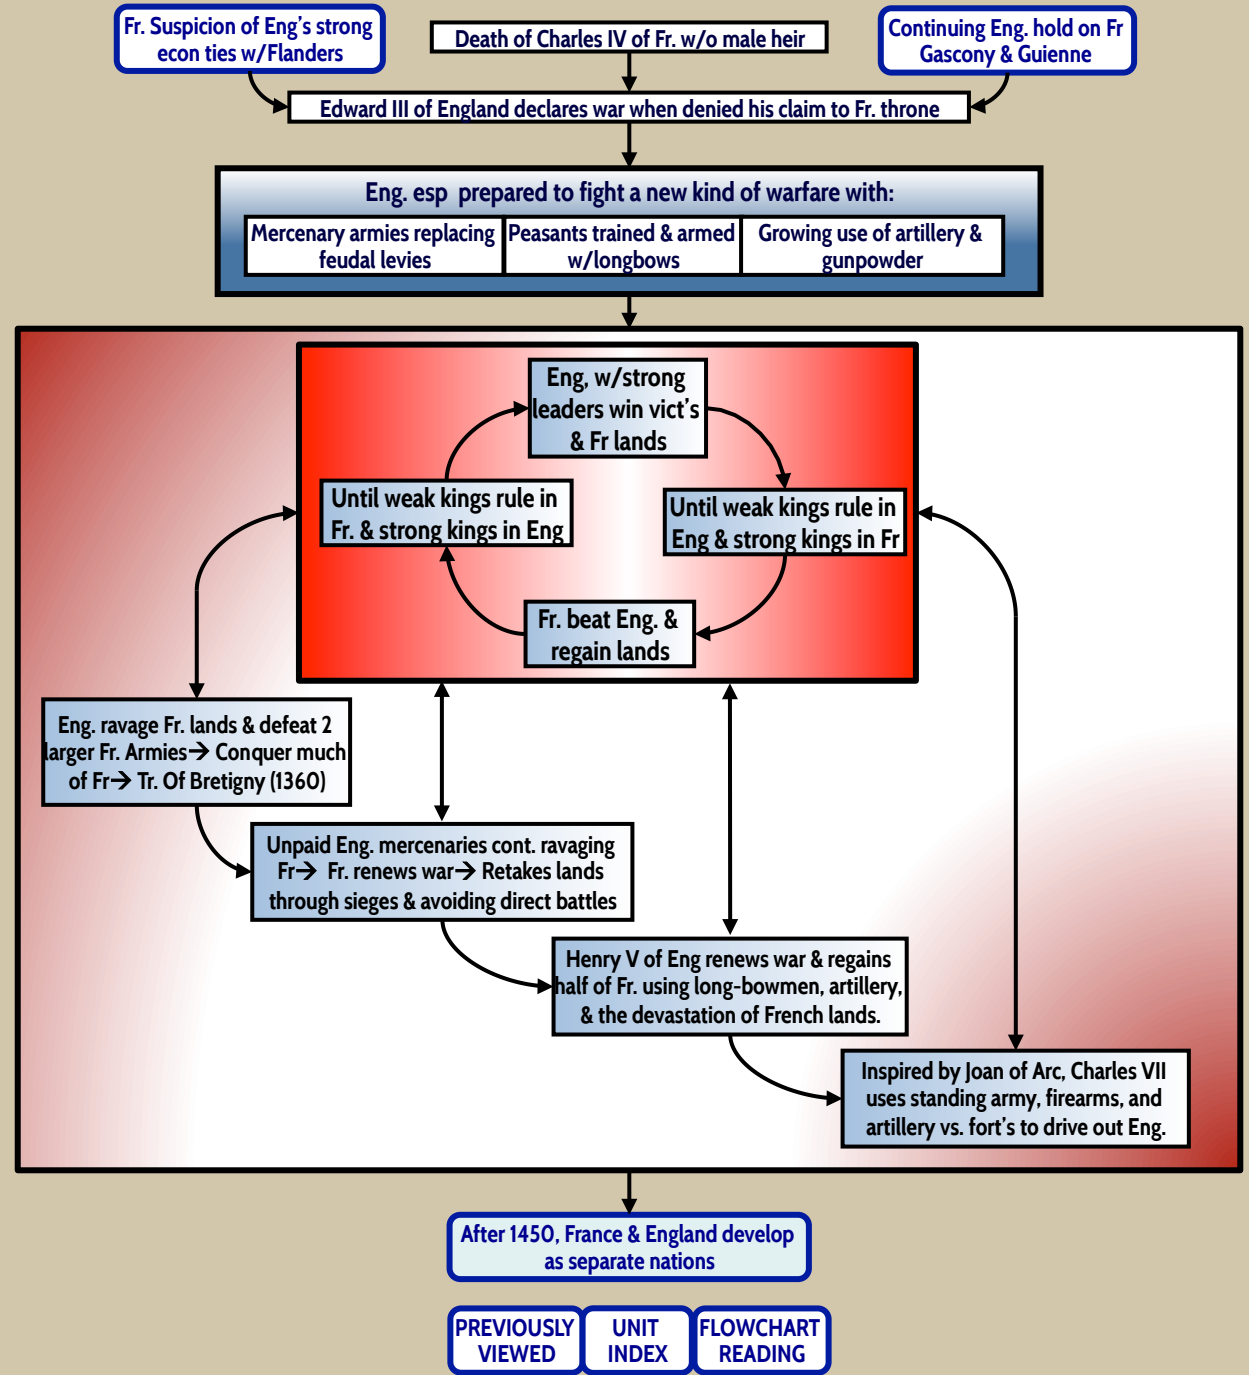 Fr. Suspicion of Eng's strong
econ ties w/Flanders
Death of Charles IV of Fr. w/o male heir
Continuing Eng. hold on Fr
Gascony & Guienne
Edward III of England declares war when denied his claim to Fr. throne
Eng. esp prepared to fight a new kind of warfare with:
Mercenary armies replacing
feudal levies
Peasants trained & armed
w/longbows
Growing use of artillery &
gunpowder
Eng, w/strong
leaders win vict's
& Fr lands
Until weak kings rule in
Fr. & strong kings in Eng
Until weak kings rule in
Eng & strong kings in Fr
Fr. beat Eng. &
regain lands
Eng. ravage Fr. lands & defeat 2
larger Fr. Armies→ Conquer much
of Fr→ Tr. Of Bretigny (1360)
Unpaid Eng. mercenaries cont. ravaging
Fr→ Fr. renews war→ Retakes lands
through sieges & avoiding direct battles
Henry V of Eng renews war & regains
half of Fr. using long-bowmen, artillery,
& the devastation of French lands.
Inspired by Joan of Arc, Charles VII
uses standing army, firearms, and
artillery vs. fort's to drive out Eng.
After 1450, France & England develop
as separate nations
PREVIOUSLY
VIEWED
UNIT
INDEX
FLOWCHART
READING